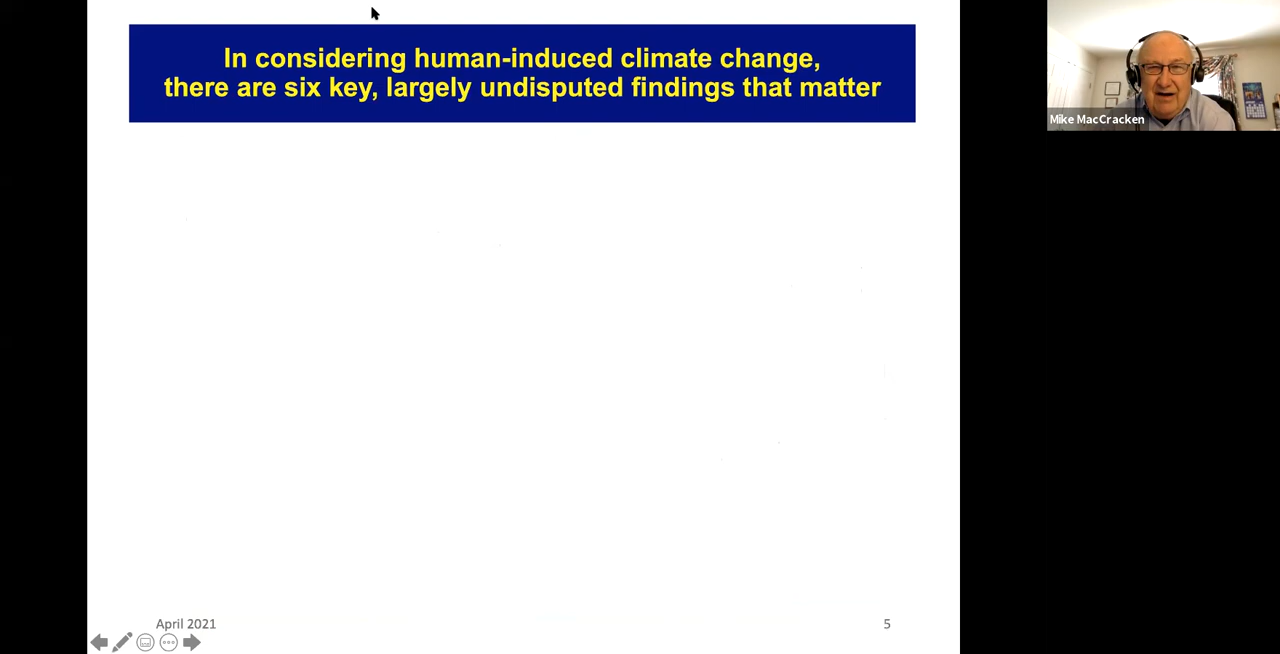 In considering human-induced climate change,
there are six key, largely undisputed findings that matter
Mike MacCracken
April 2021
5